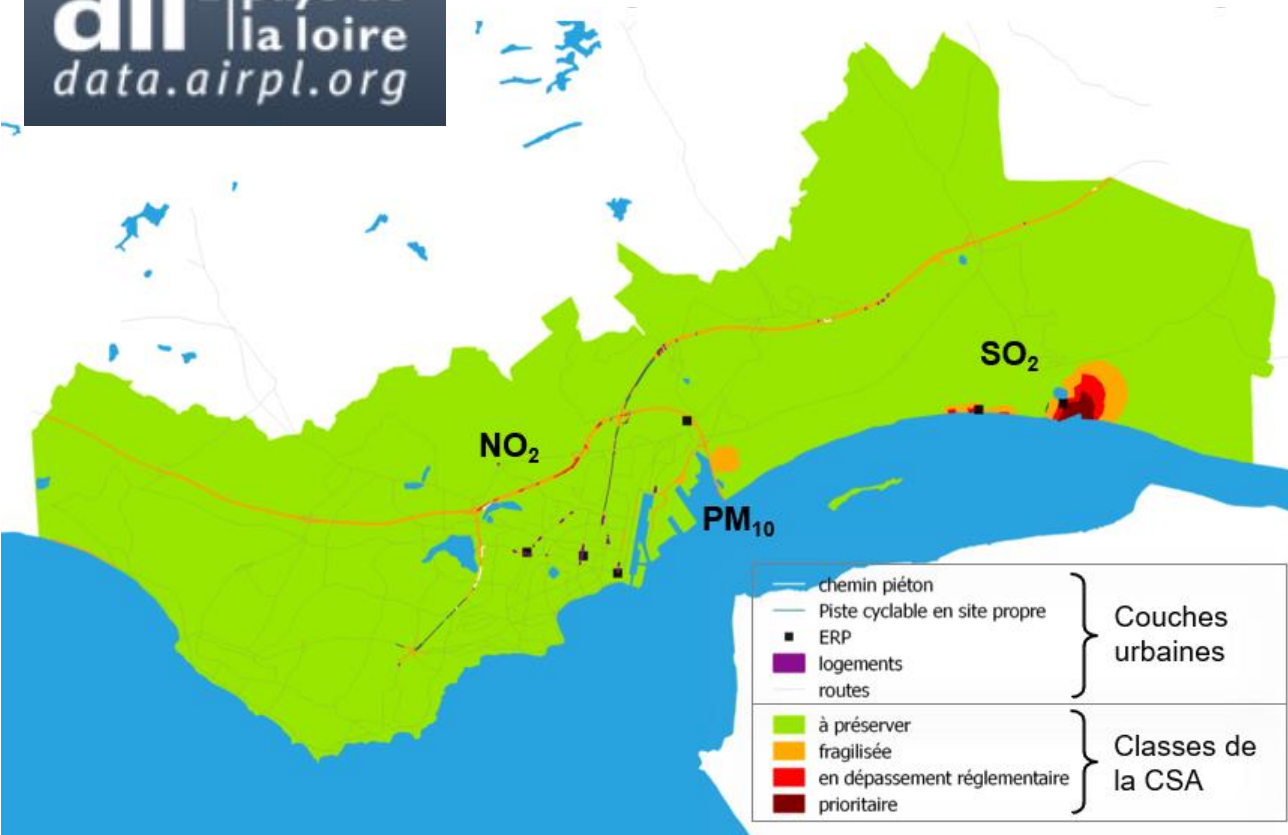 la loire
data.airpl.org
SO₂
NO₂
PM₁₀
chemin piéton
Piste cyclable en site propre
ERP
logements
routes
Couches
urbaines
à préserver
fragilisée
en dépassement réglementaire
prioritaire
Classes de
la CSA